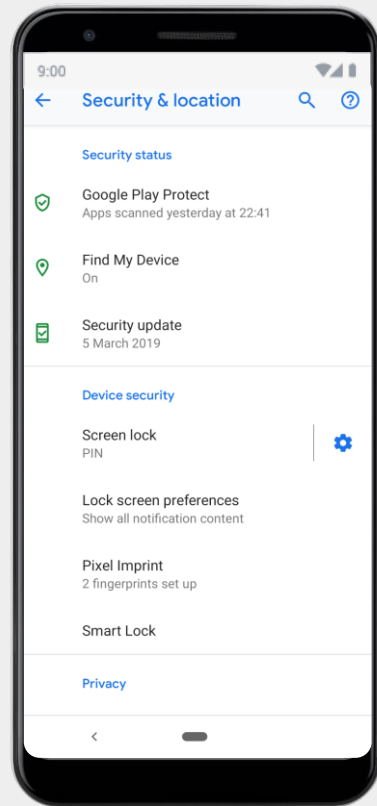 9:00
Security & location
Security status
Google Play Protect
Apps scanned yesterday at 22:41
Find My Device
On
Security update
5 March 2019
Device security
Screen lock
PIN
Lock screen preferences
Show all notification content
Pixel Imprint
2 fingerprints set up
Smart Lock
Privacy